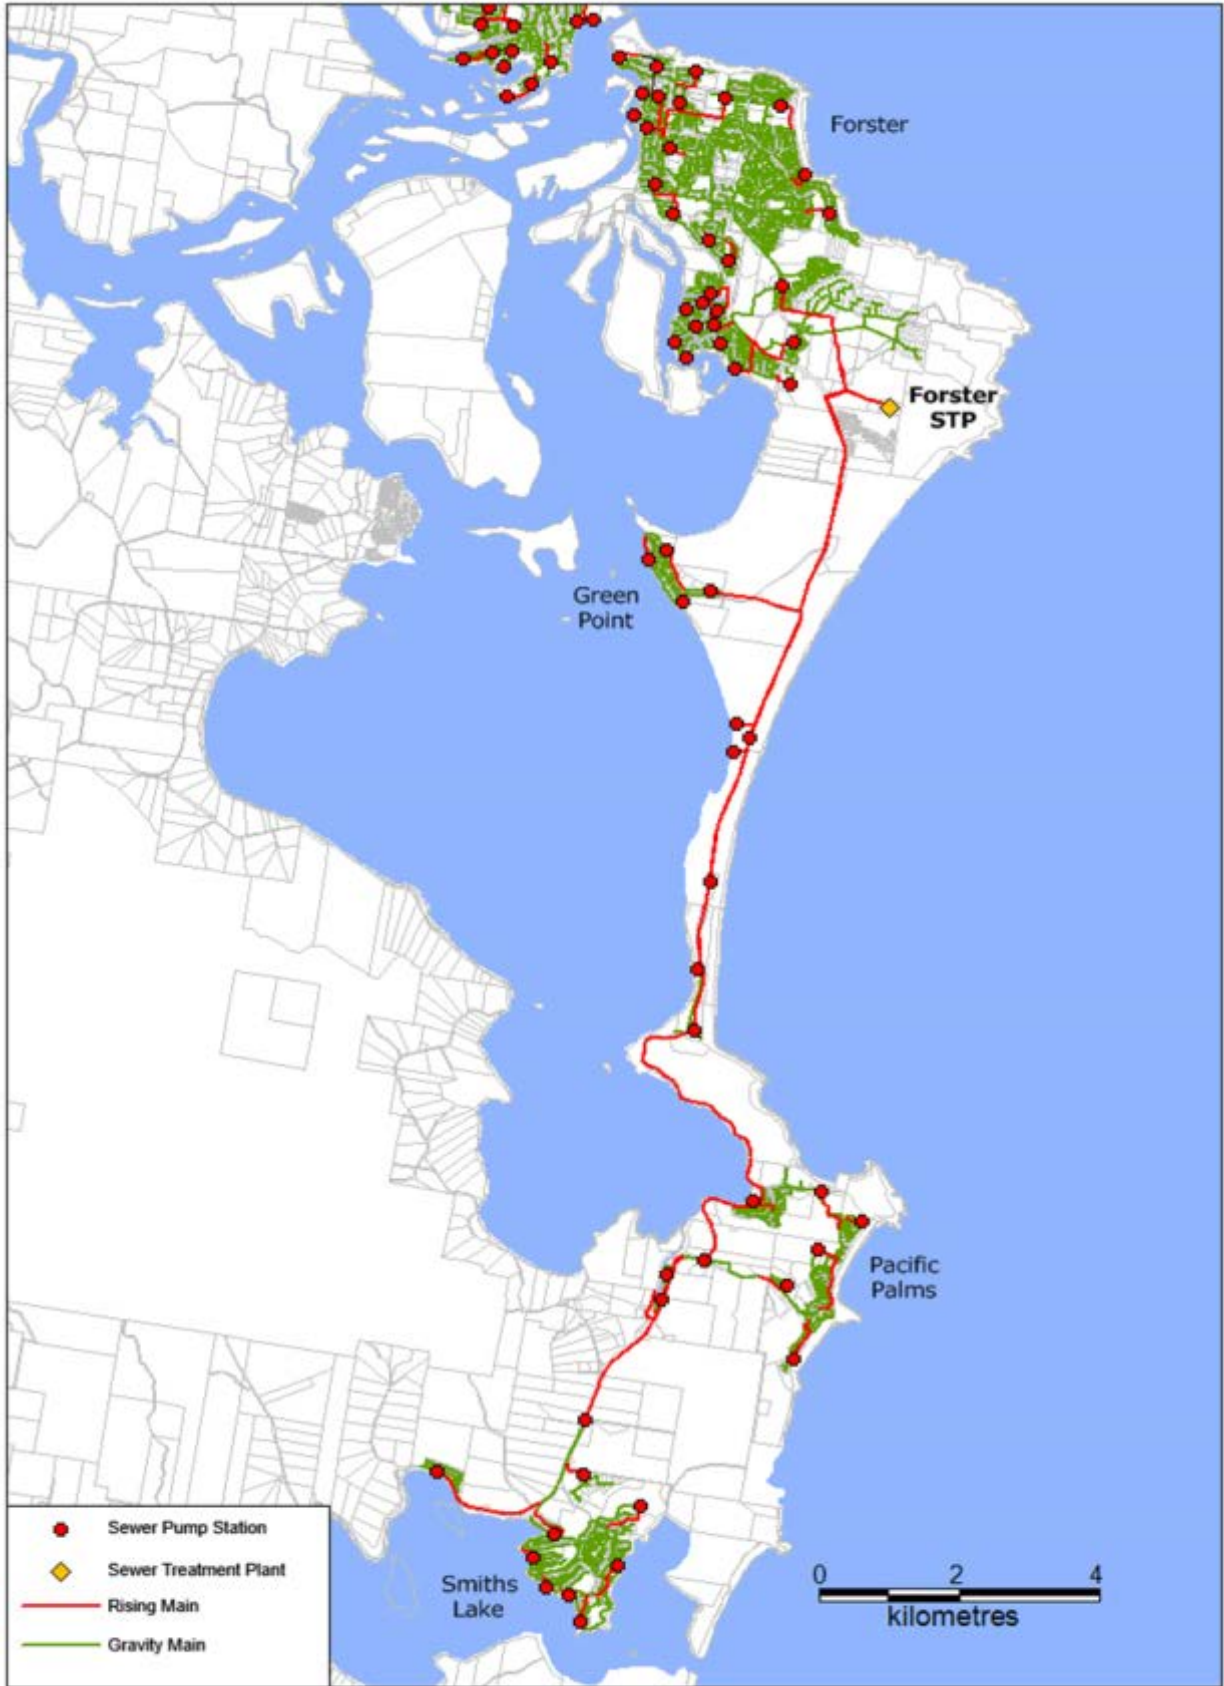 Forster
Forster
STP
Green
Point
Pacific
Palms
Smiths
Lake
Sewer Pump Station
Sewer Treatment Plant
Rising Main
Gravity Main
0 2 4
kilometres